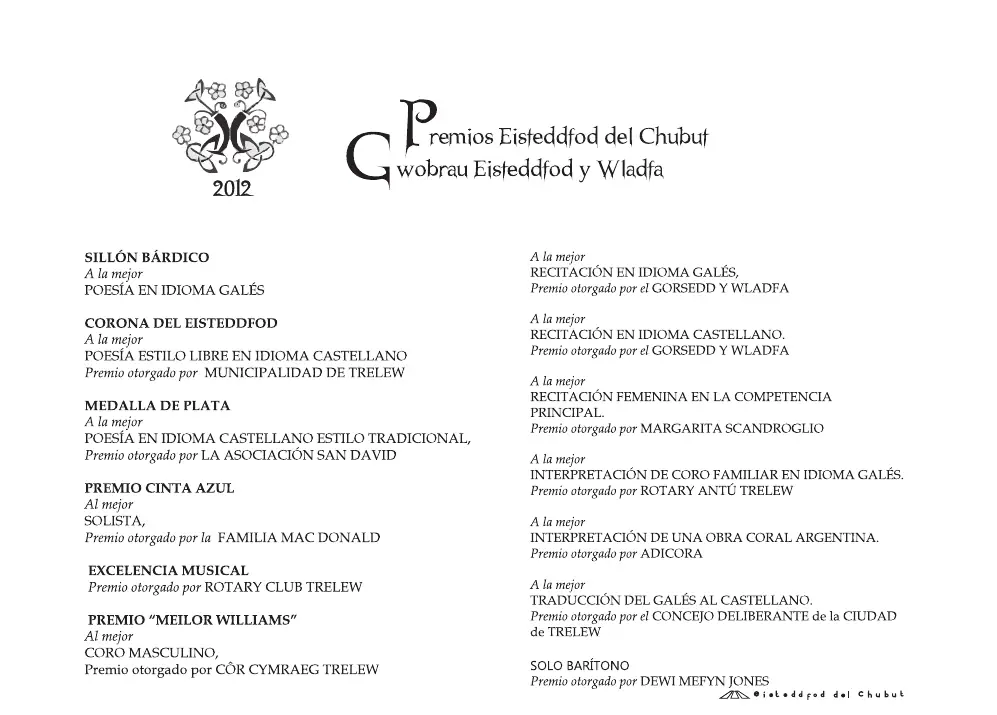 2012
Premios Eisteddfod del Chubut
Gwobrau Eisteddfod y Wladfa
SILLÓN BÁRDICO
A la mejor
POESÍA EN IDIOMA GALÉS
CORONA DEL EISTEDDFOD
A la mejor
POESÍA ESTILO LIBRE EN IDIOMA CASTELLANO
Premio otorgado por MUNICIPALIDAD DE TRELEW
MEDALLA DE PLATA
A la mejor
POESÍA EN IDIOMA CASTELLANO ESTILO TRADICIONAL,
Premio otorgado por LA ASOCIACIÓN SAN DAVID
PREMIO CINTA AZUL
Al mejor
SOLISTA,
Premio otorgado por la FAMILIA MAC DONALD
EXCELENCIA MUSICAL
Premio otorgado por ROTARY CLUB TRELEW
PREMIO “MEILOR WILLIAMS”
Al mejor
CORO MASCULINO,
Premio otorgado por CÔR CYMRAEG TRELEW
A la mejor
RECITACIÓN EN IDIOMA GALÉS,
Premio otorgado por el GORSEDD Y WLADFA
A la mejor
RECITACIÓN EN IDIOMA CASTELLANO.
Premio otorgado por el GORSEDD Y WLADFA
A la mejor
RECITACIÓN FEMENINA EN LA COMPETENCIA
PRINCIPAL.
Premio otorgado por MARGARITA SCANDROGLIO
A la mejor
INTERPRETACIÓN DE CORO FAMILIAR EN IDIOMA GALÉS.
Premio otorgado por ROTARY ANTÚ TRELEW
A la mejor
INTERPRETACIÓN DE UNA OBRA CORAL ARGENTINA.
Premio otorgado por ADICORA
A la mejor
TRADUCCIÓN DEL GALÉS AL CASTELLANO.
Premio otorgado por el CONCEJO DELIBERANTE de la CIUDAD
de TRELEW
SOLO BARÍTONO
Premio otorgado por DEWI MEFYN JONES
eisteddfod del Chubut